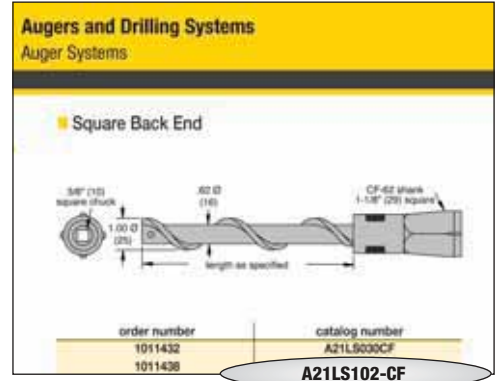 Augers and Drilling Systems
Auger Systems
Square Back End
3/8" (10)
square chuck
.62 Ø
(16)
CF-62 shank
1-1/8" (29) square
1.00 Ø
(25)
length as specified
order number catalog number
1011432 A21LS030CF
1011438
A21LS102-CF